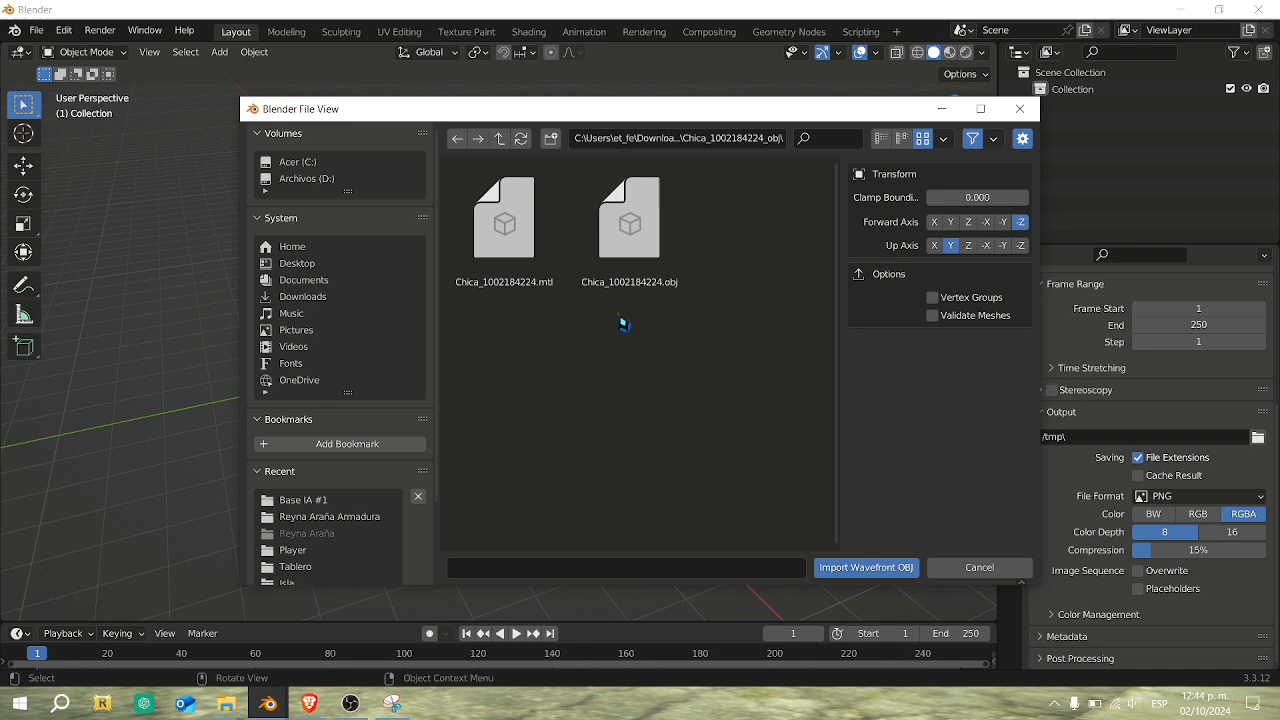 Blender
File Edit Render Window Help Layout Modeling Sculpting UV Editing Texture Paint Shading Animation Rendering Compositing Geometry Nodes Scripting + Scene ViewLayer
Object Mode View Select Add Object Global
Options
User Perspective
(1) Collection
Scene Collection
Collection
Blender File View
Volumes
Acer (C:)
Archivos (D:)
System
Home
Desktop
Documents
Downloads
Music
Pictures
Videos
Fonts
OneDrive
Bookmarks
Add Bookmark
Recent
Base IA #1
Reyna Araña Armadura
Reyna Araña
Player
Tablero
Isla
C:\Users\et_fe\Downloa...\Chica_1002184224_obj\
Chica_1002184224.mtl
Chica_1002184224.obj
Transform
Clamp Boundi... 0.000
Forward Axis X Y Z -X -Y -Z
Up Axis X Y Z -X -Y -Z
Options
Vertex Groups
Validate Meshes
Import Wavefront OBJ
Cancel
Frame Range
Frame Start 1
End 250
Step 1
Time Stretching
Stereoscopy
Output
/tmp\
Saving File Extensions
Cache Result
File Format PNG
Color BW RGB RGBA
Color Depth 8 16
Compression 15%
Image Sequence Overwrite
Placeholders
Color Management
Metadata
Post Processing
Playback Keying View Marker 1 Start 1 End 250
1 20 40 60 80 100 120 140 160 180 200 220 240
Select Rotate View Object Context Menu 3.3.12
ESP
12:44 p. m.
02/10/2024